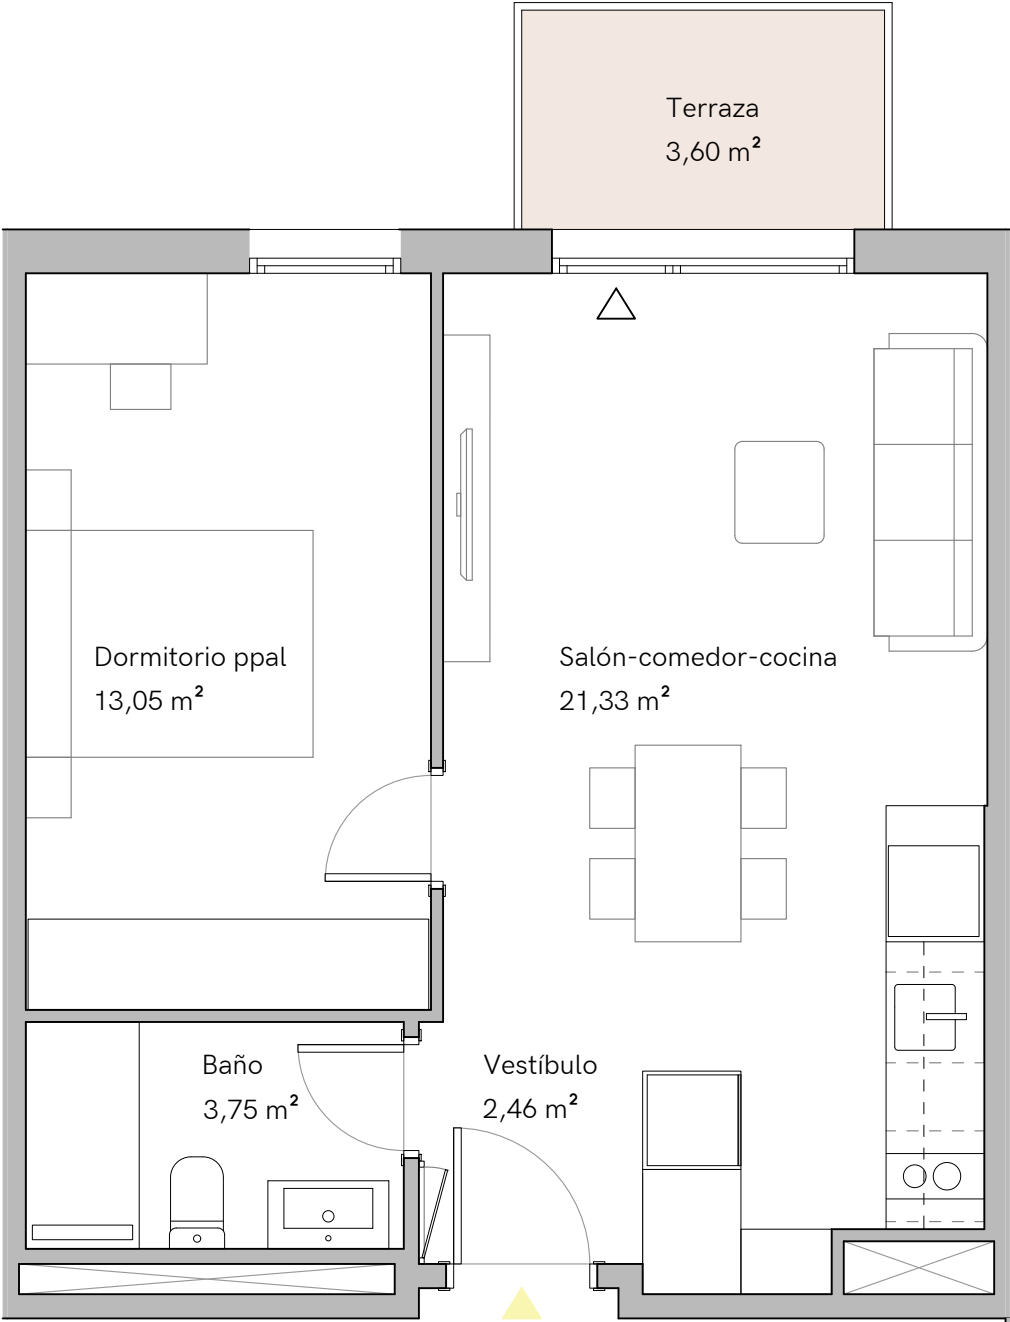 Terraza
3,60 m²
Dormitorio ppal
13,05 m²
Salón-comedor-cocina
21,33 m²
Baño
3,75 m²
Vestíbulo
2,46 m²